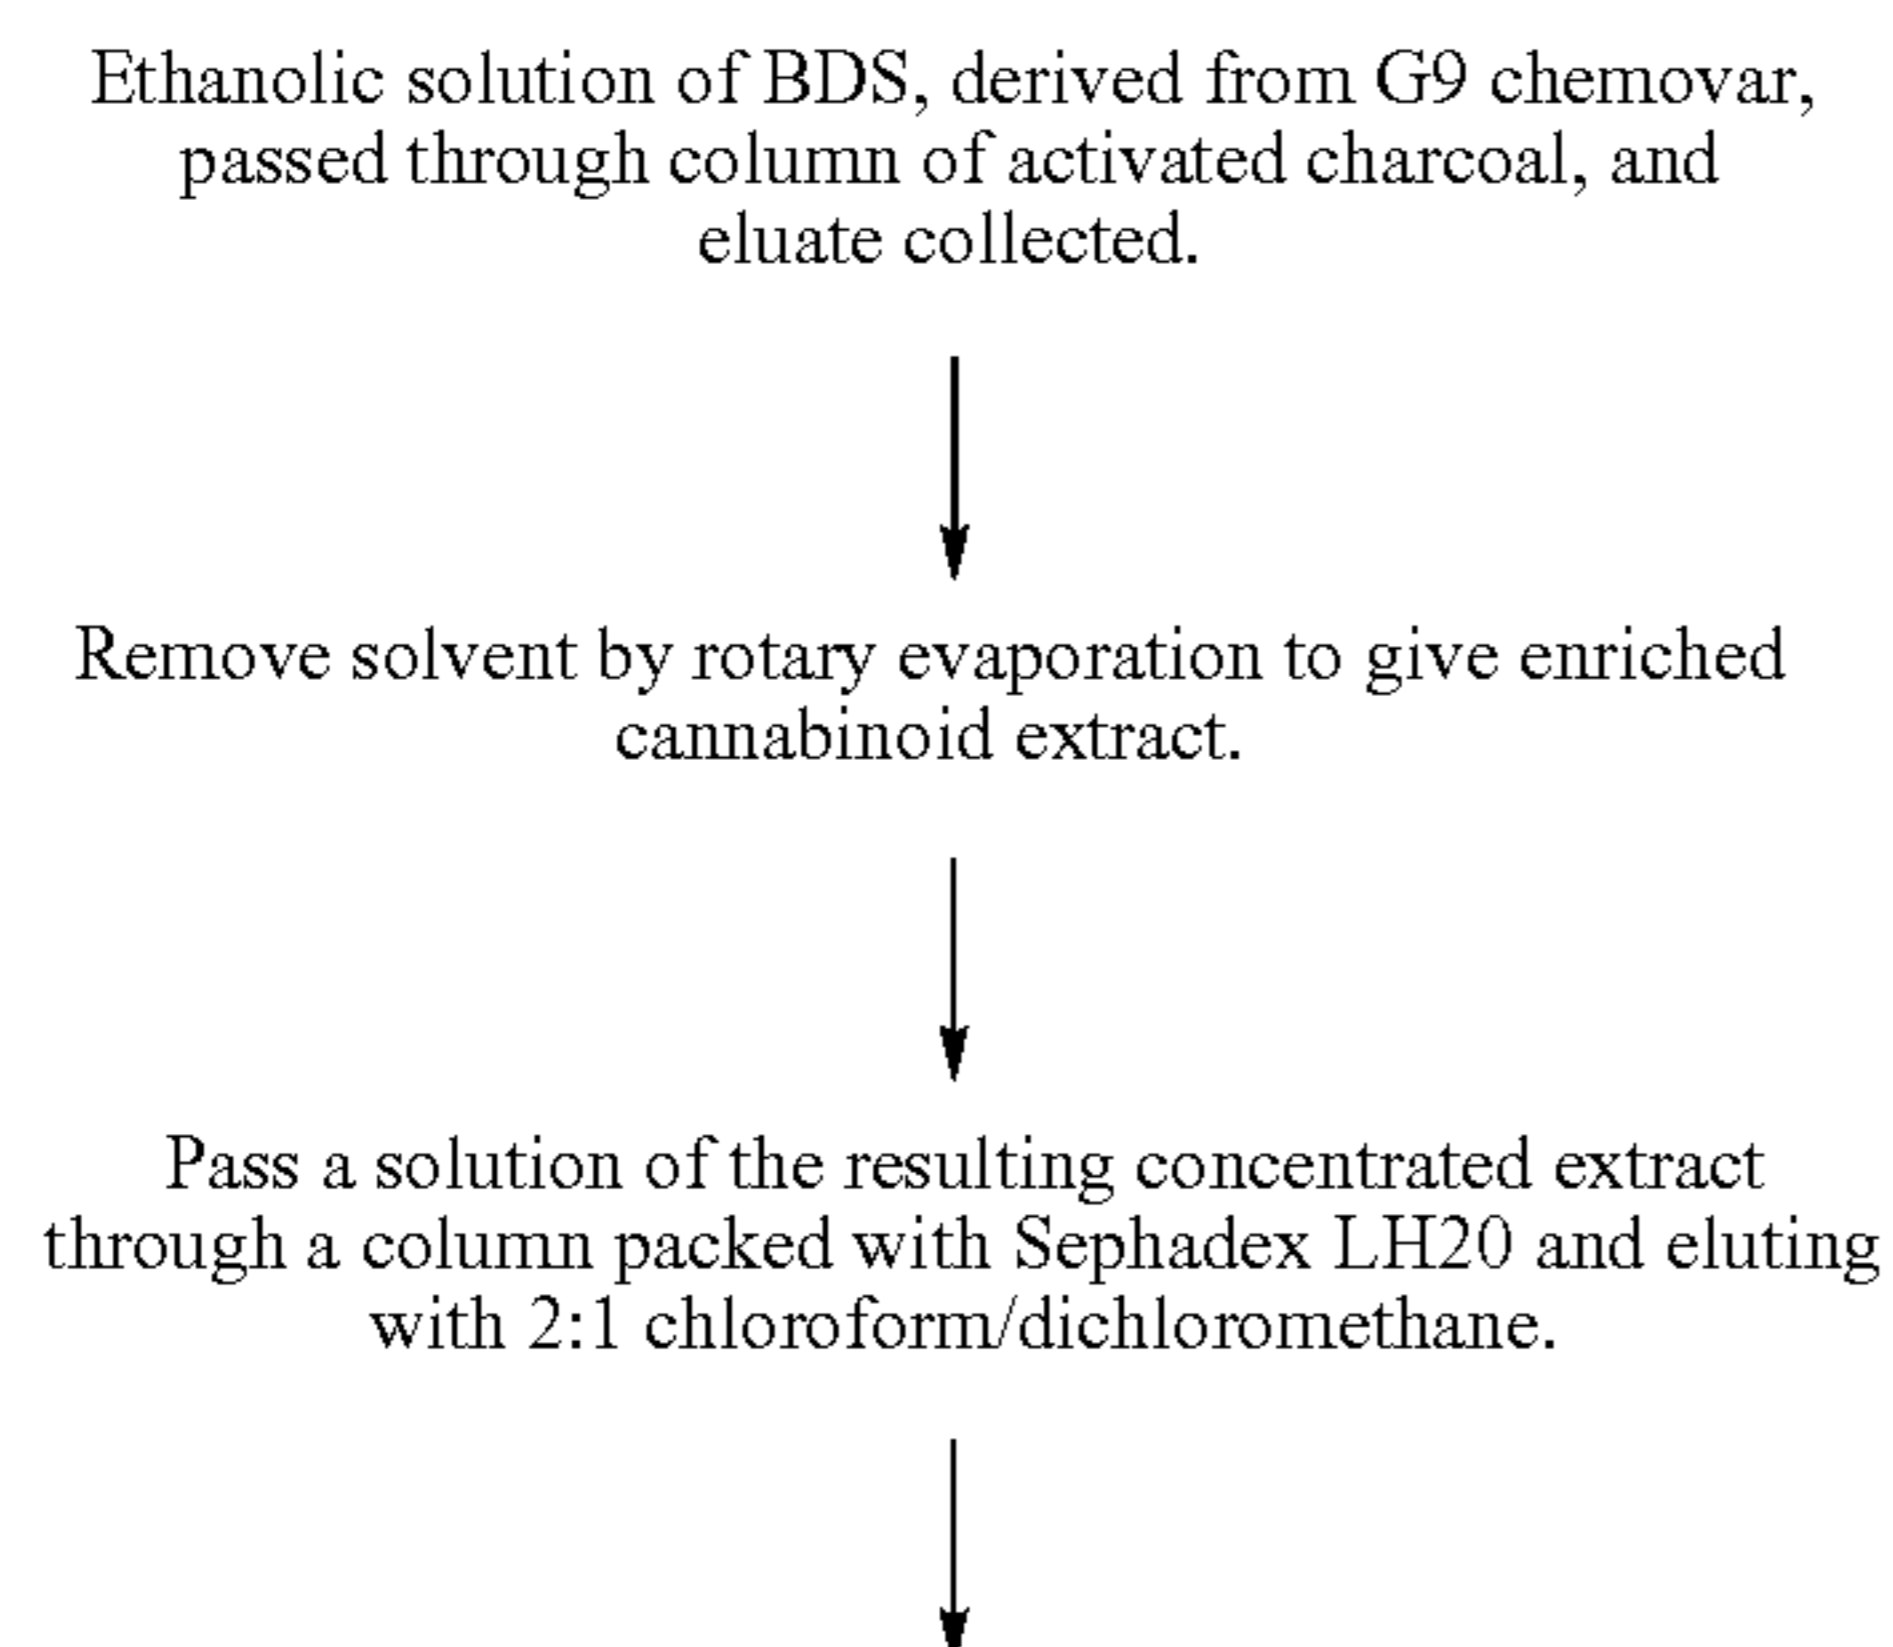 Ethanolic solution of BDS, derived from G9 chemovar,
passed through column of activated charcoal, and
eluate collected.
Remove solvent by rotary evaporation to give enriched
cannabinoid extract.
Pass a solution of the resulting concentrated extract
through a column packed with Sephadex LH20 and eluting
with 2:1 chloroform/dichloromethane.